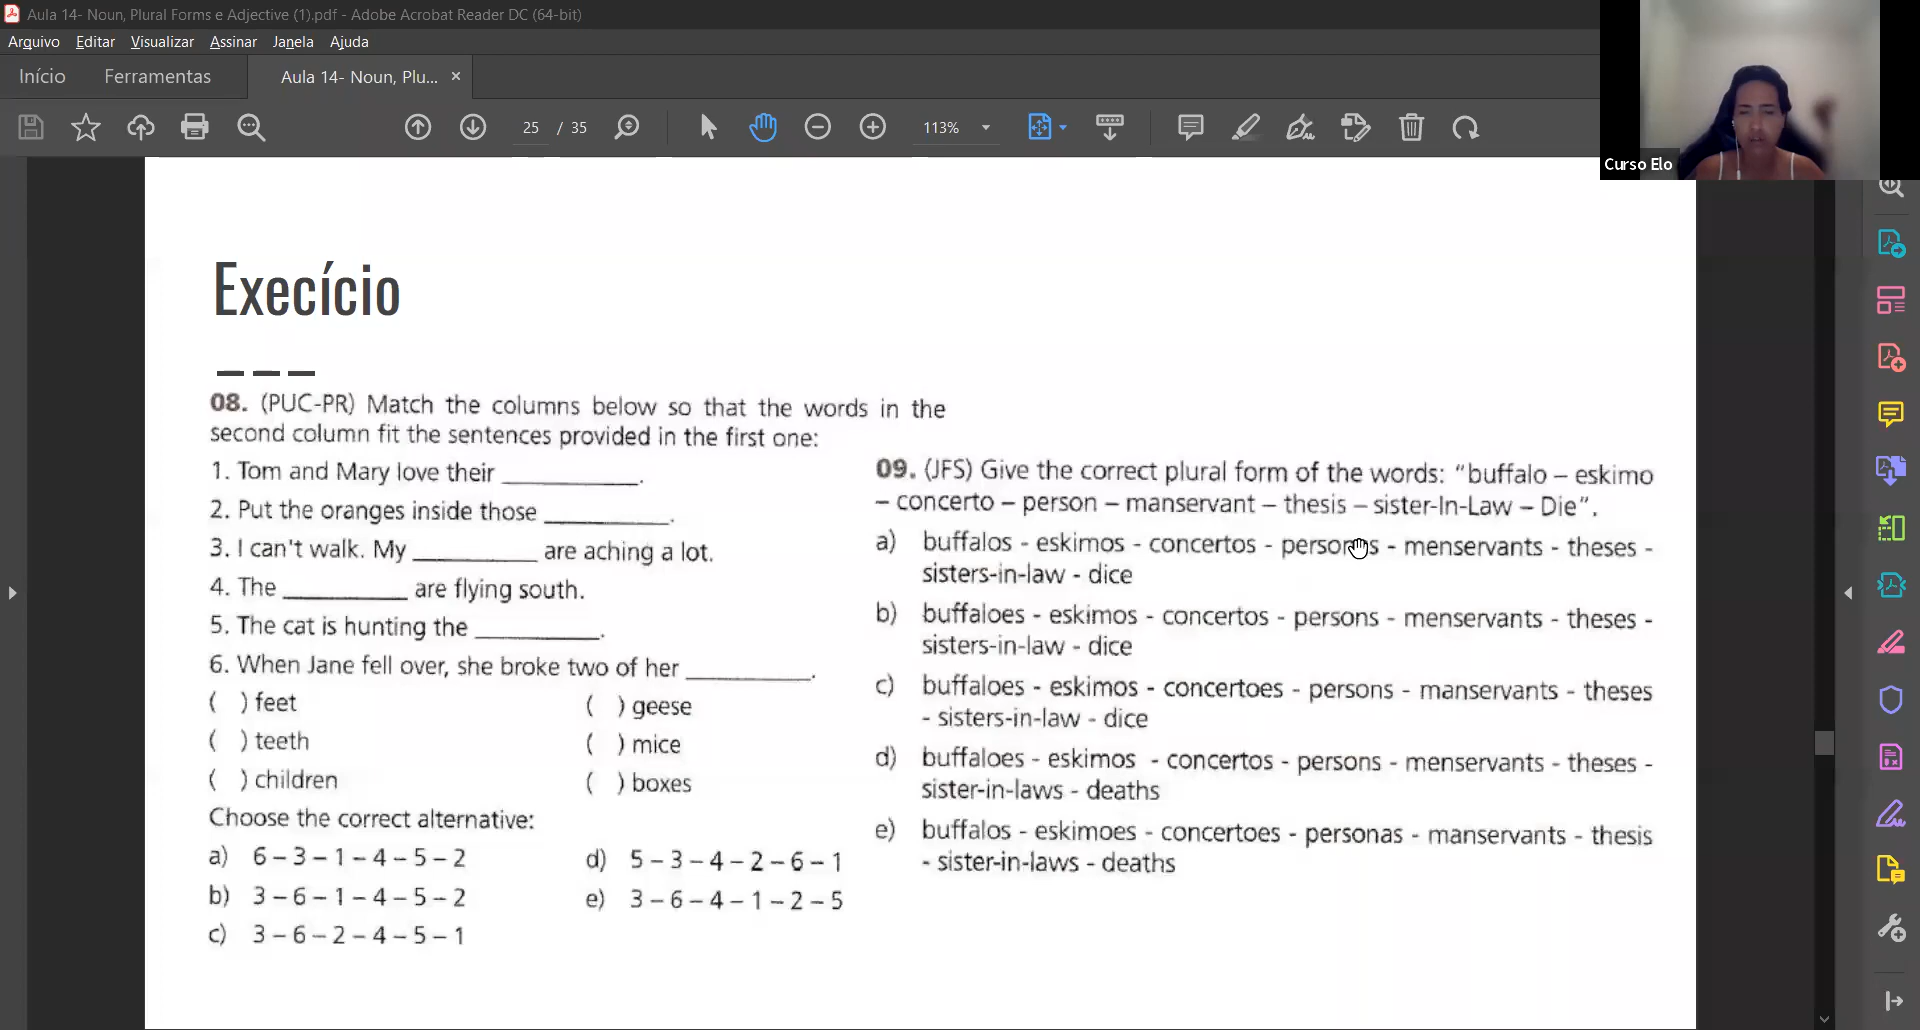 Aula 14- Noun, Plural Forms e Adjective (1).pdf - Adobe Acrobat Reader DC (64-bit)
Arquivo Editar Visualizar Assinar Janela Ajuda
Início Ferramentas Aula 14- Noun, Plu... ×
25 / 35 113%
Curso Elo
Execício
08. (PUC-PR) Match the columns below so that the words in the
second column fit the sentences provided in the first one:
1. Tom and Mary love their __________.
2. Put the oranges inside those _________.
3. I can't walk. My _________ are aching a lot.
4. The _________ are flying south.
5. The cat is hunting the _________.
6. When Jane fell over, she broke two of her _________.
( ) feet ( ) geese
( ) teeth ( ) mice
( ) children ( ) boxes
Choose the correct alternative:
a) 6 – 3 – 1 – 4 – 5 – 2 d) 5 – 3 – 4 – 2 – 6 – 1
b) 3 – 6 – 1 – 4 – 5 – 2 e) 3 – 6 – 4 – 1 – 2 – 5
c) 3 – 6 – 2 – 4 – 5 – 1
09. (JFS) Give the correct plural form of the words: “buffalo – eskimo
– concerto – person – manservant – thesis – sister-In-Law – Die”.
a) buffalos - eskimos - concertos - persons - menservants - theses -
sisters-in-law - dice
b) buffaloes - eskimos - concertos - persons - menservants - theses -
sisters-in-law - dice
c) buffaloes - eskimos - concertoes - persons - manservants - theses
- sisters-in-law - dice
d) buffaloes - eskimos - concertos - persons - menservants - theses -
sister-in-laws - deaths
e) buffalos - eskimoes - concertoes - personas - manservants - thesis
- sister-in-laws - deaths